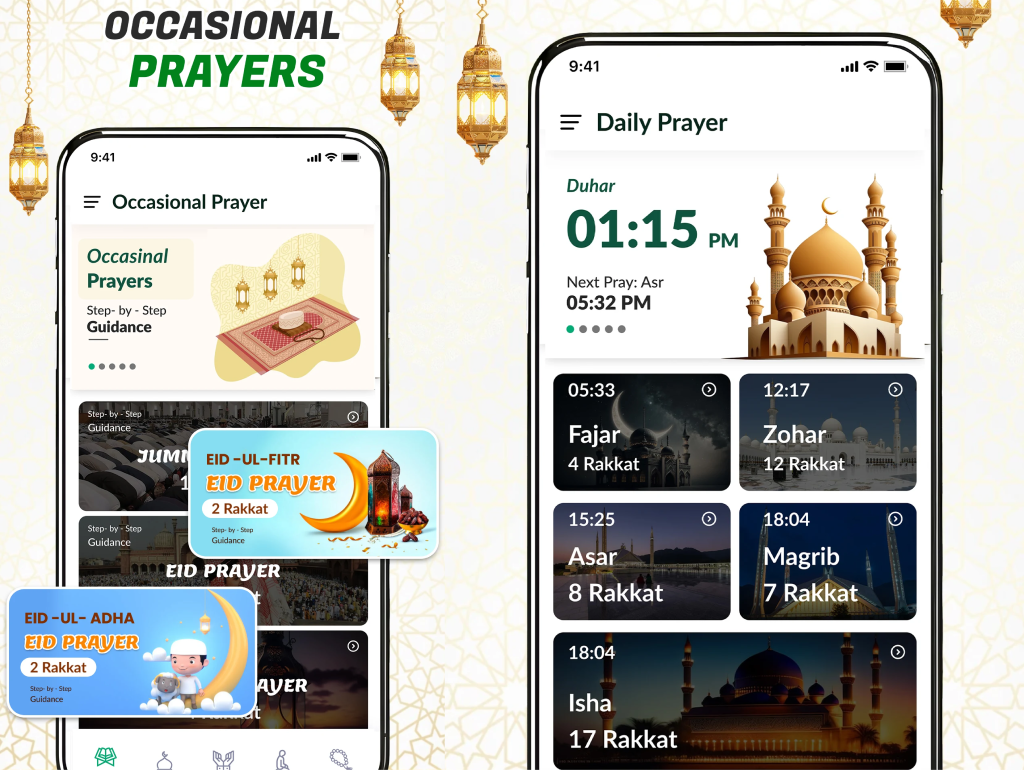 OCCASIONAL
PRAYERS
9:41
Occasional Prayer
Occasinal
Prayers
Step- by - Step
Guidance
Step- by - Step
Guidance
EID -UL-FITR
EID PRAYER
2 Rakkat
Step- by - Step
Guidance
Step- by - Step
Guidance
EID PRAYER
EID -UL- ADHA
EID PRAYER
2 Rakkat
Step- by - Step
Guidance
9:41
Daily Prayer
Duhar
01:15 PM
Next Pray: Asr
05:32 PM
05:33
Fajar
4 Rakkat
12:17
Zohar
12 Rakkat
15:25
Asar
8 Rakkat
18:04
Magrib
7 Rakkat
18:04
Isha
17 Rakkat